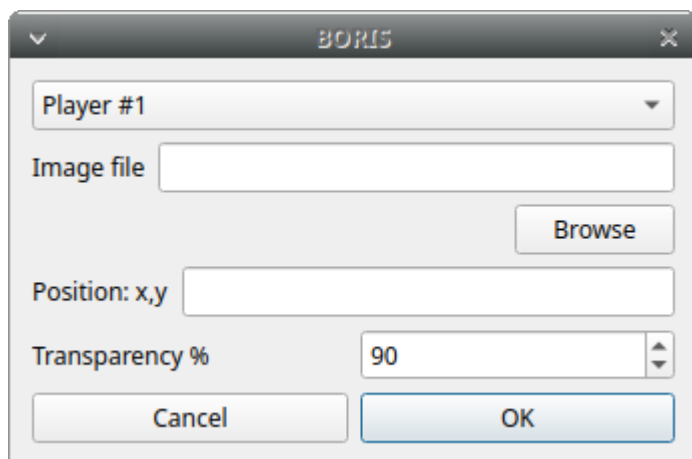 BORIS
Player #1
Image file
Browse
Position: x,y
Transparency % 90
Cancel OK